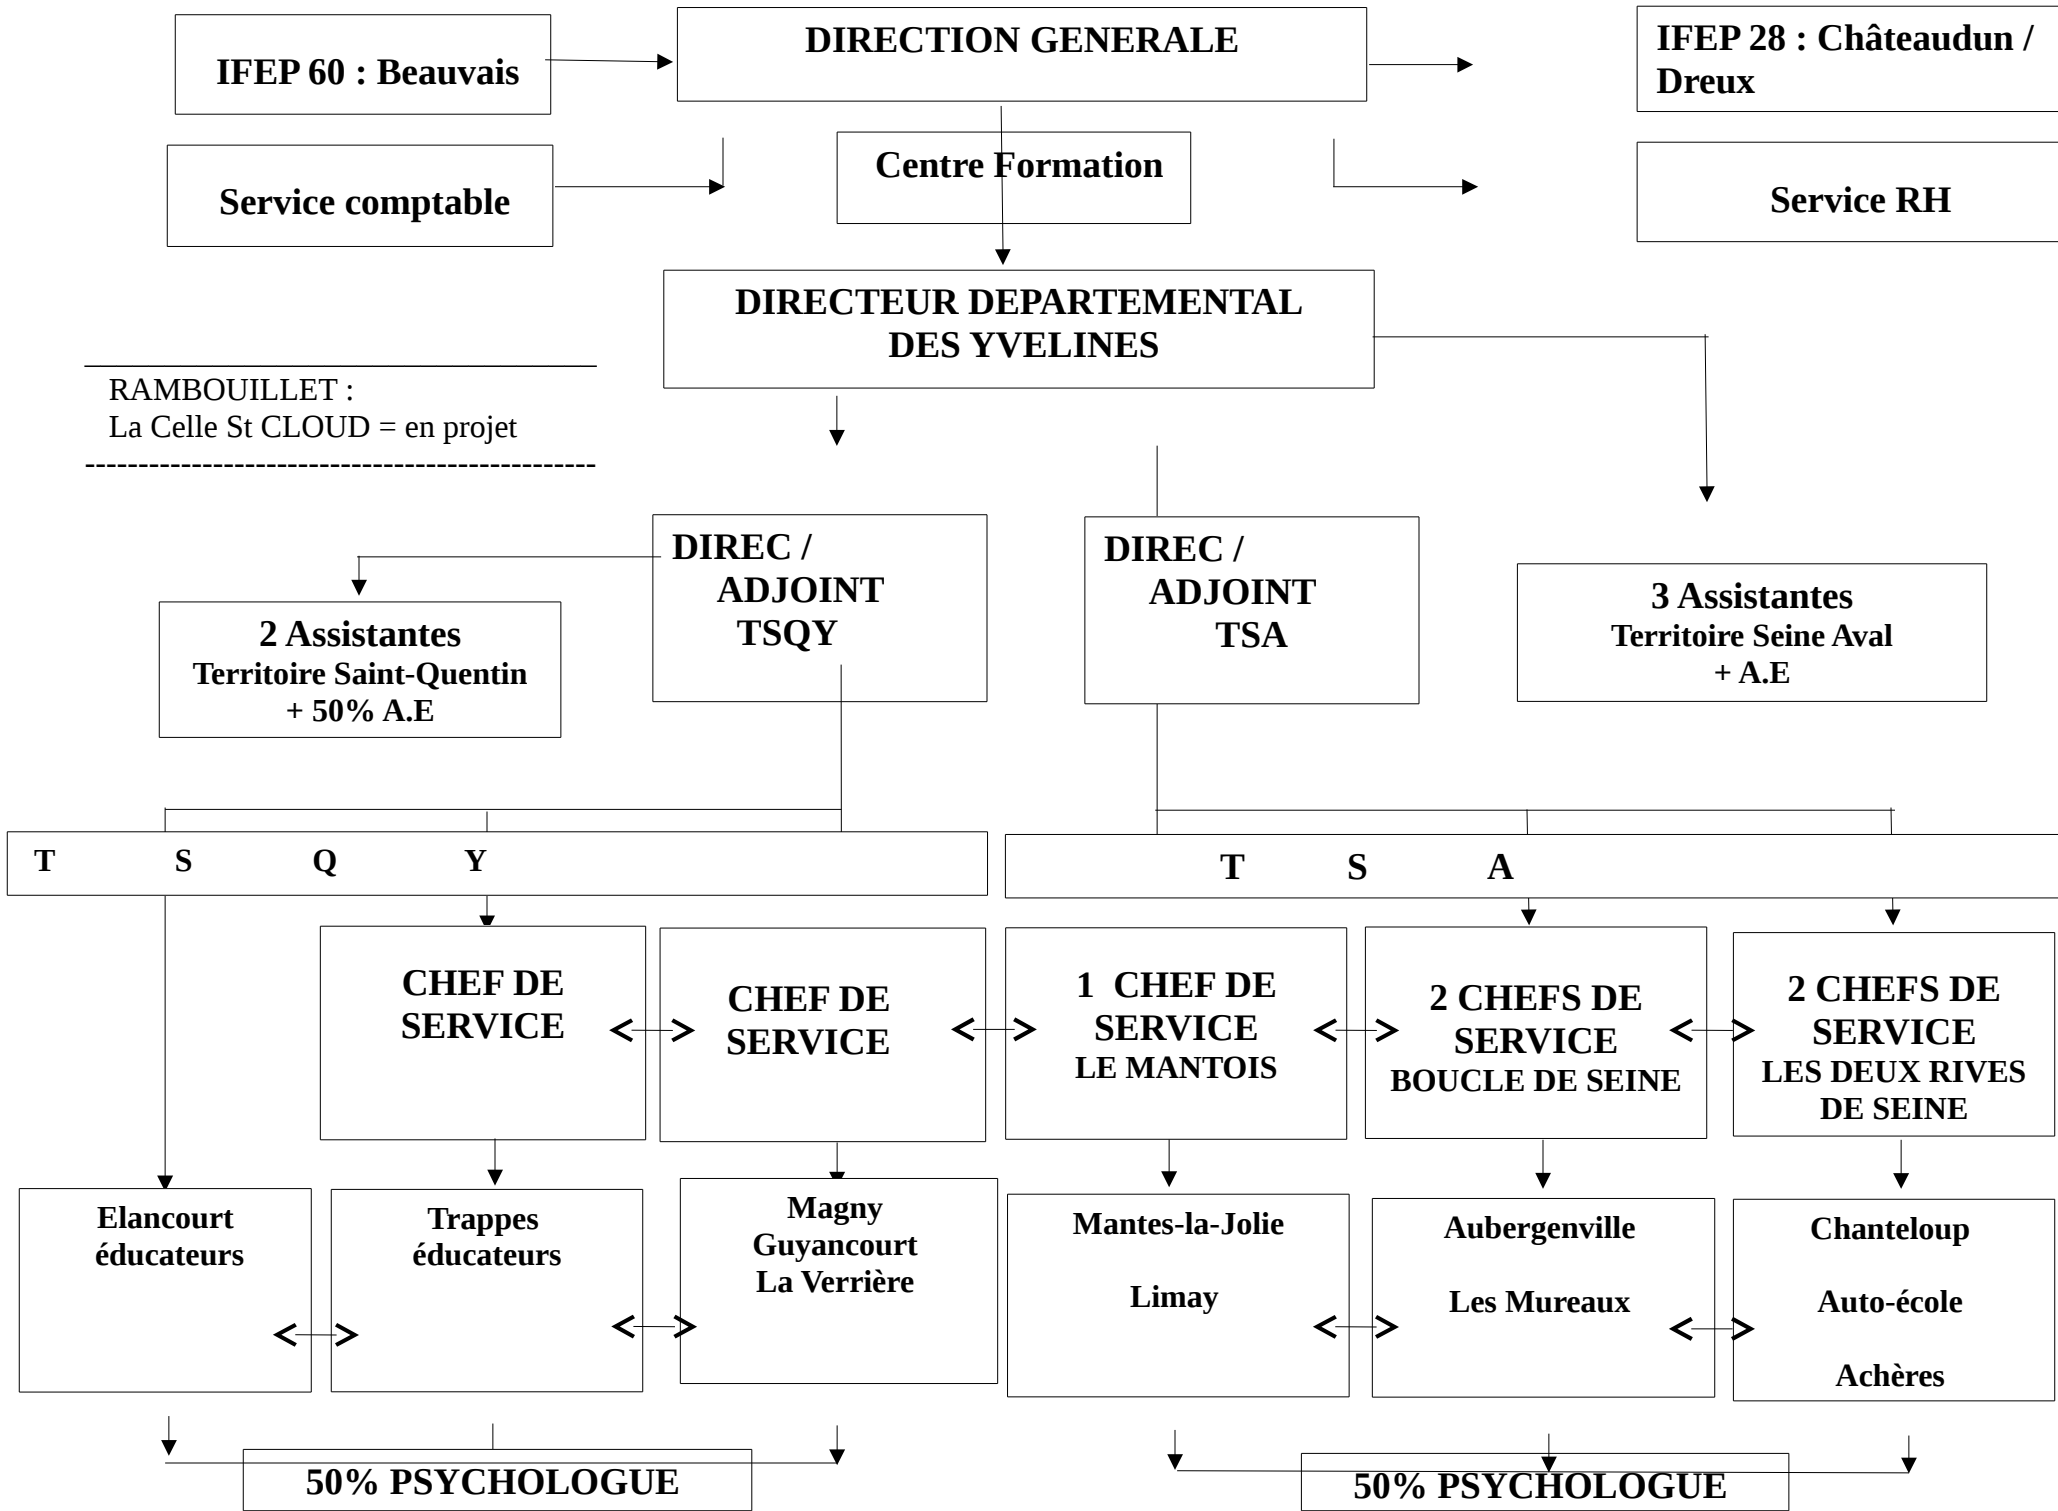 DIRECTION GENERALE
IFEP 60 : Beauvais
IFEP 28 : Châteaudun /
Dreux
Centre Formation
Service comptable
Service RH
DIRECTEUR DEPARTEMENTAL
DES YVELINES
RAMBOUILLET :
La Celle St CLOUD = en projet
------------------------------------------------
DIREC /
ADJOINT
TSQY
DIREC /
ADJOINT
TSA
2 Assistantes
Territoire Saint-Quentin
+ 50% A.E
3 Assistantes
Territoire Seine Aval
+ A.E
T S Q Y
T S A
CHEF DE
SERVICE
CHEF DE
SERVICE
1 CHEF DE
SERVICE
LE MANTOIS
2 CHEFS DE
SERVICE
BOUCLE DE SEINE
2 CHEFS DE
SERVICE
LES DEUX RIVES
DE SEINE
Elancourt
éducateurs
Trappes
éducateurs
Magny
Guyancourt
La Verrière
Mantes-la-Jolie
Limay
Aubergenville
Les Mureaux
Chanteloup
Auto-école
Achères
50% PSYCHOLOGUE
50% PSYCHOLOGUE